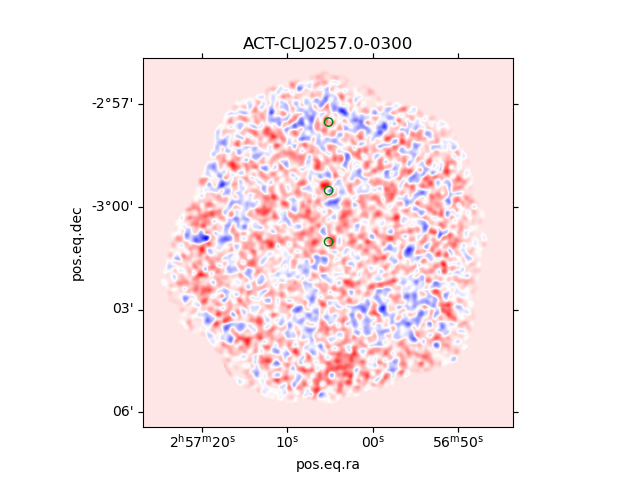 ACT-CLJ0257.0-0300
-2°57'
-3°00'
03'
06'
pos.eq.dec
2ʰ57ᵐ20ˢ 10ˢ 00ˢ 56ᵐ50ˢ
pos.eq.ra